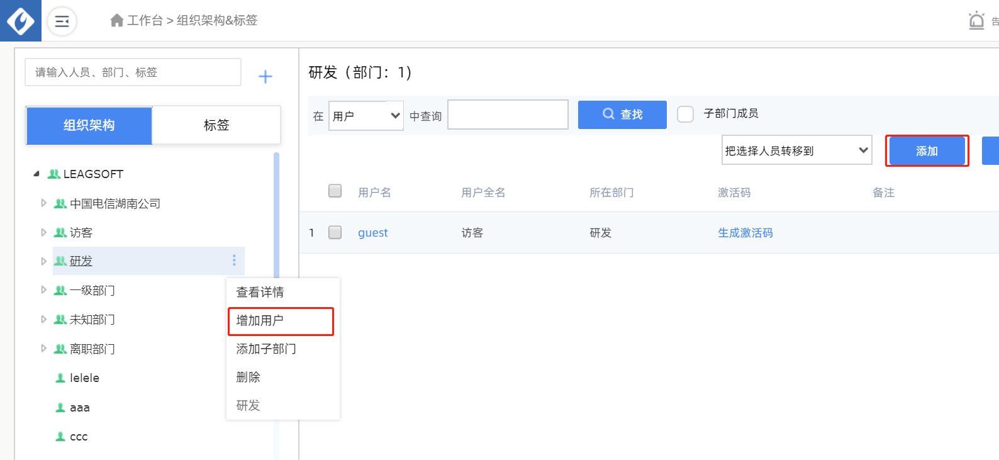 工作台 > 组织架构&标签
告
请输入人员、部门、标签
组织架构
标签
LEAGSOFT
中国电信湖南公司
访客
研发
一级部门
未知部门
离职部门
lelele
aaa
ccc
查看详情
增加用户
添加子部门
删除
研发
研发（部门：1)
在 用户 中查询 查找 子部门成员
把选择人员转移到 添加
用户名 用户全名 所在部门 激活码 备注
1 guest 访客 研发 生成激活码